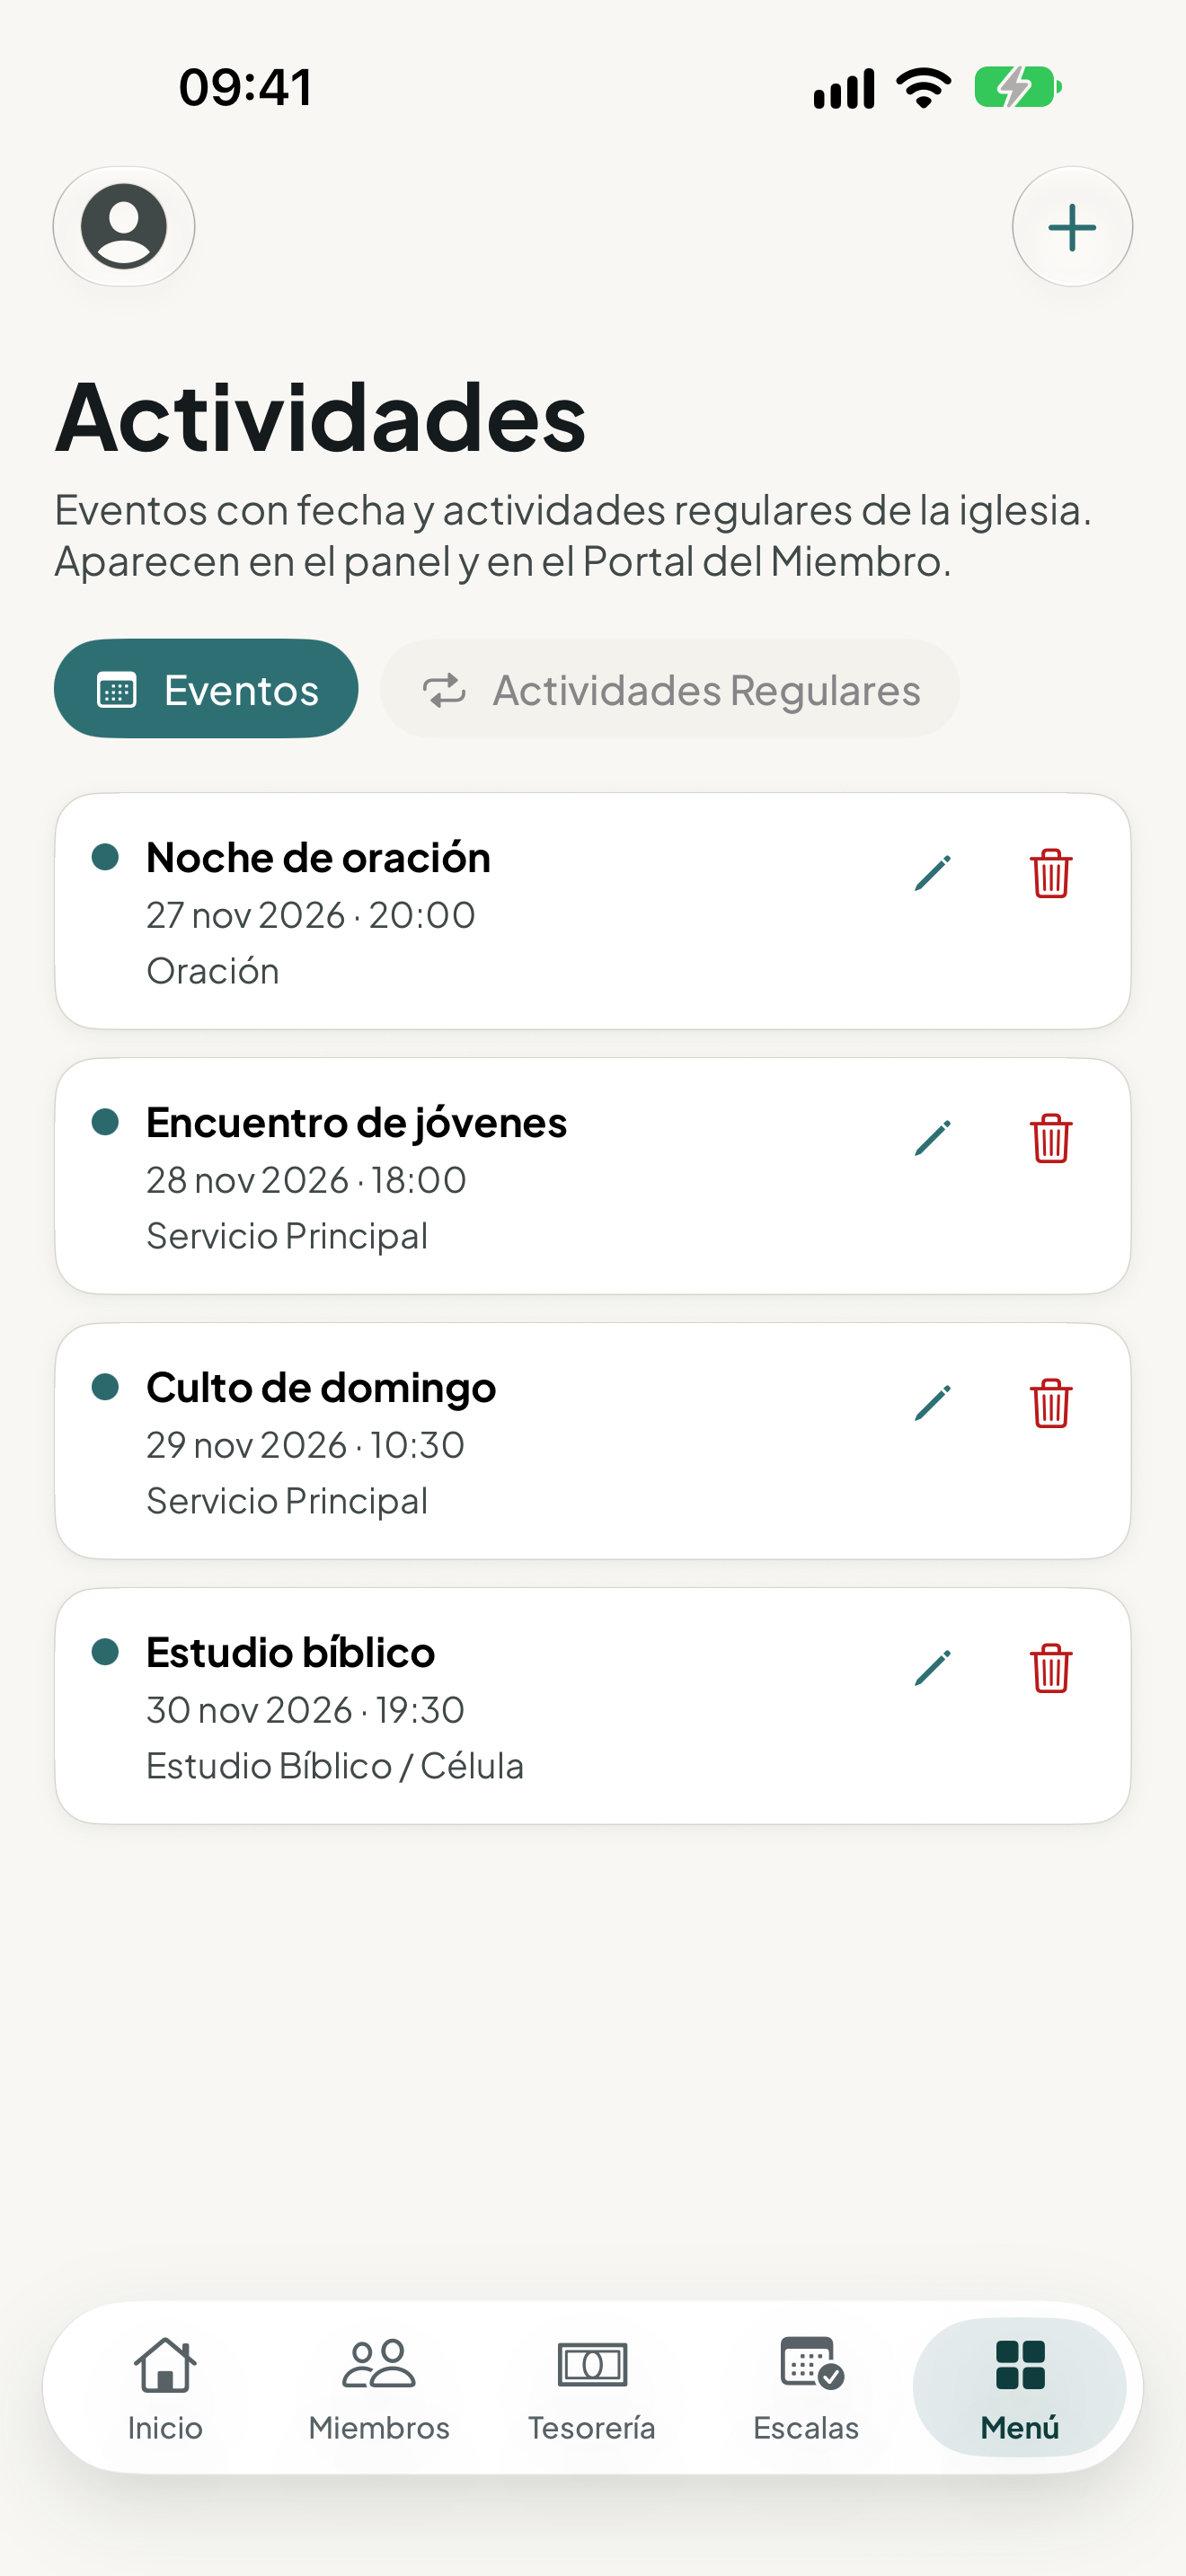 09:41
Actividades
Eventos con fecha y actividades regulares de la iglesia.
Aparecen en el panel y en el Portal del Miembro.
Eventos
Actividades Regulares
Noche de oración
27 nov 2026 · 20:00
Oración
Encuentro de jóvenes
28 nov 2026 · 18:00
Servicio Principal
Culto de domingo
29 nov 2026 · 10:30
Servicio Principal
Estudio bíblico
30 nov 2026 · 19:30
Estudio Bíblico / Célula
Inicio
Miembros
Tesorería
Escalas
Menú